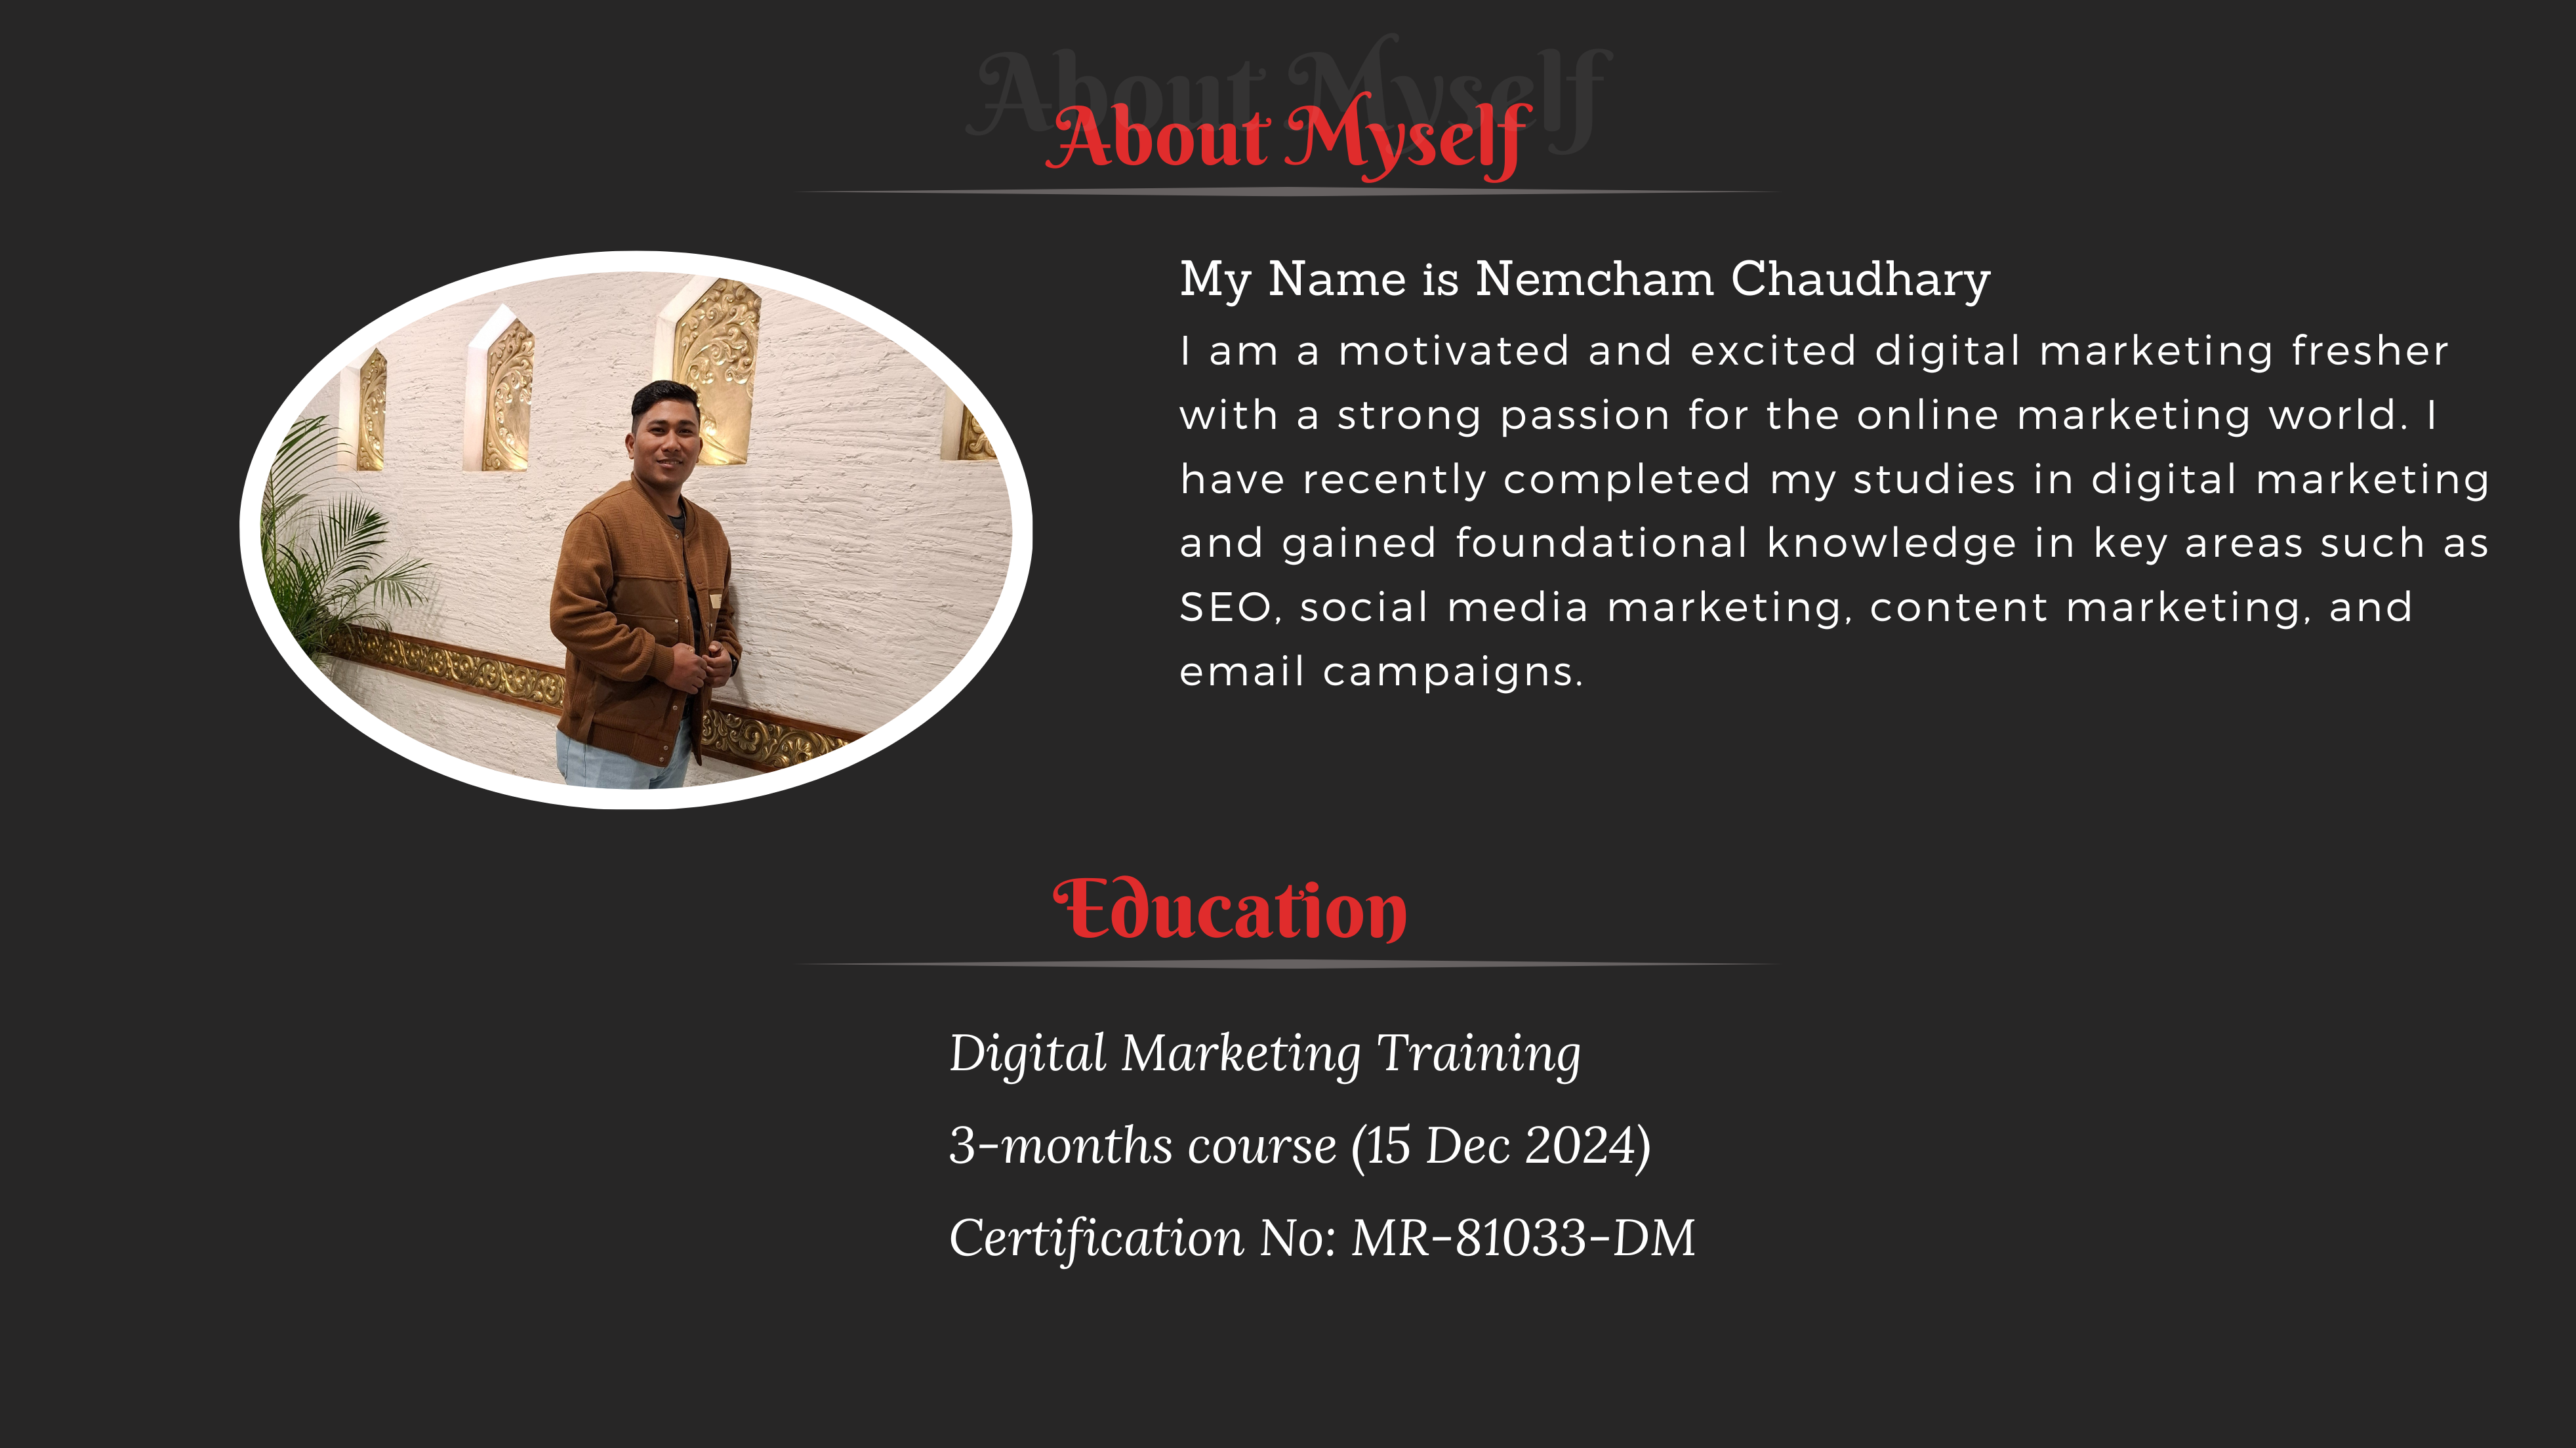 About Myself
About Myself
My Name is Nemcham Chaudhary
I am a motivated and excited digital marketing fresher
with a strong passion for the online marketing world. I
have recently completed my studies in digital marketing
and gained foundational knowledge in key areas such as
SEO, social media marketing, content marketing, and
email campaigns.
Education
Digital Marketing Training
3-months course (15 Dec 2024)
Certification No: MR-81033-DM